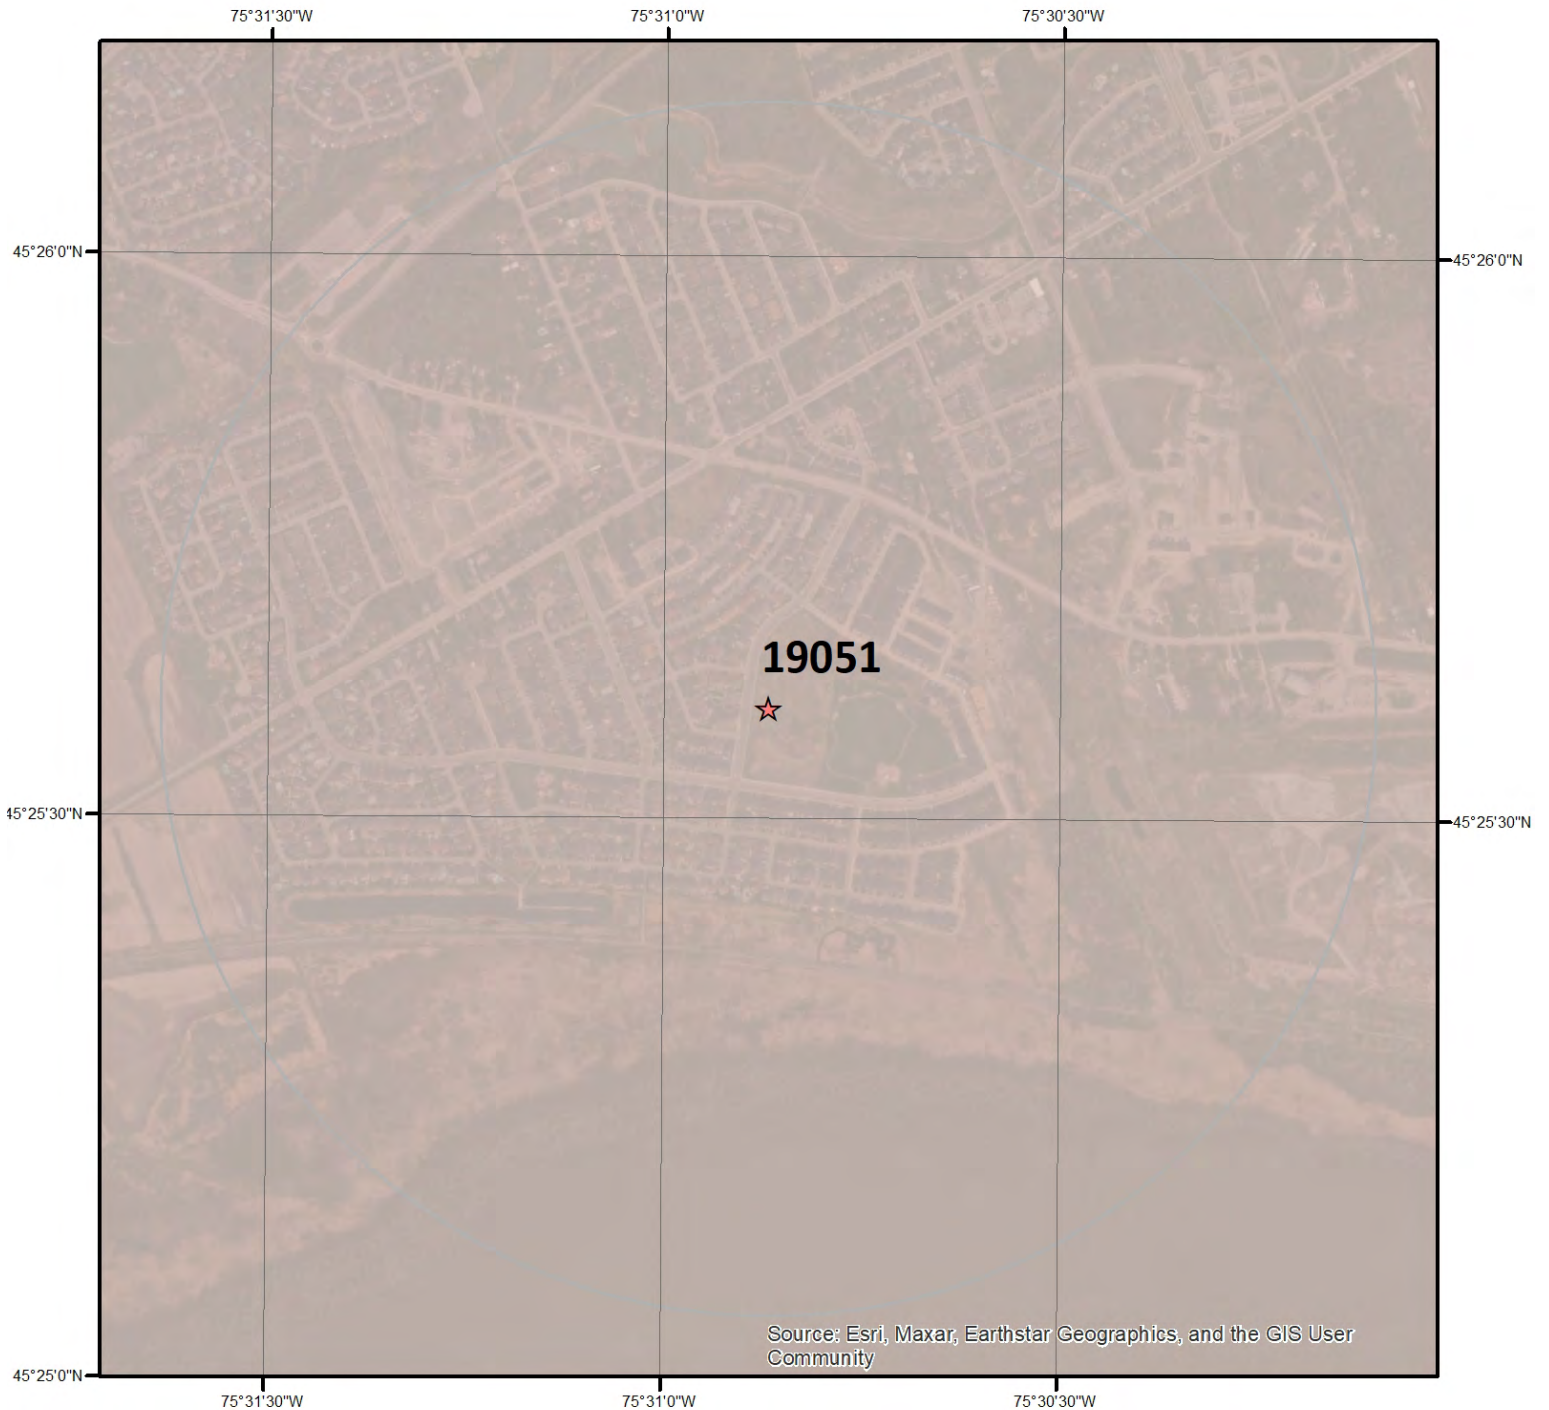 75°31'30"W 75°31'0"W 75°30'30"W
45°26'0"N 45°26'0"N
19051
45°25'30"N 45°25'30"N
Source: Esri, Maxar, Earthstar Geographics, and the GIS User
Community
45°25'0"N
75°31'30"W 75°31'0"W 75°30'30"W